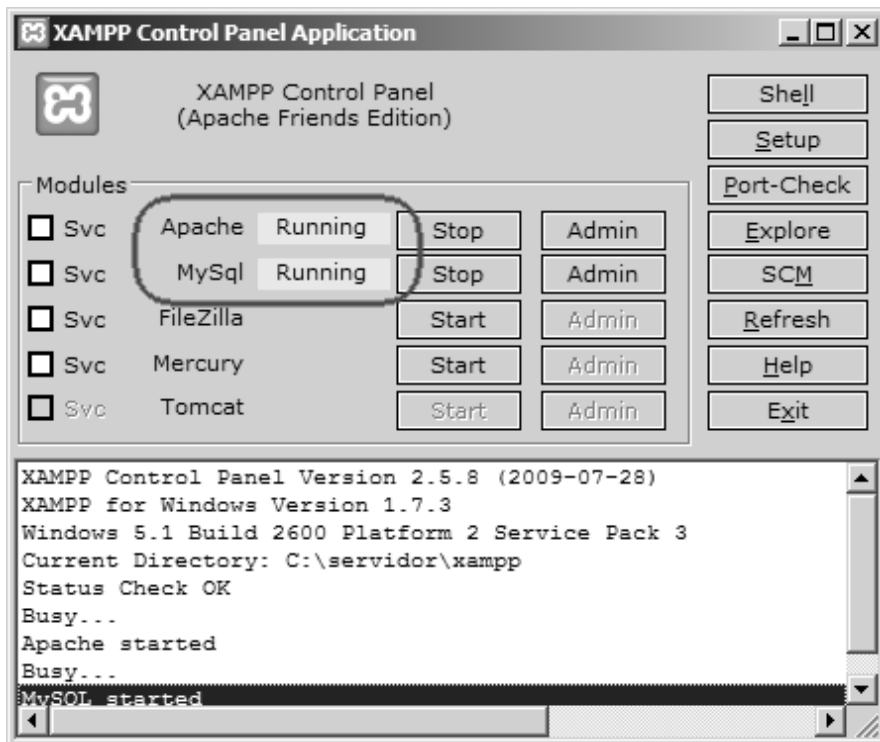 XAMPP Control Panel Application
XAMPP Control Panel
(Apache Friends Edition)
Shell
Setup
Port-Check
Explore
SCM
Refresh
Help
Exit
Modules
Svc Apache Running Stop Admin
Svc MySql Running Stop Admin
Svc FileZilla Start Admin
Svc Mercury Start Admin
Svc Tomcat Start Admin
XAMPP Control Panel Version 2.5.8 (2009-07-28)
XAMPP for Windows Version 1.7.3
Windows 5.1 Build 2600 Platform 2 Service Pack 3
Current Directory: C:\servidor\xampp
Status Check OK
Busy...
Apache started
Busy...
MySQL started